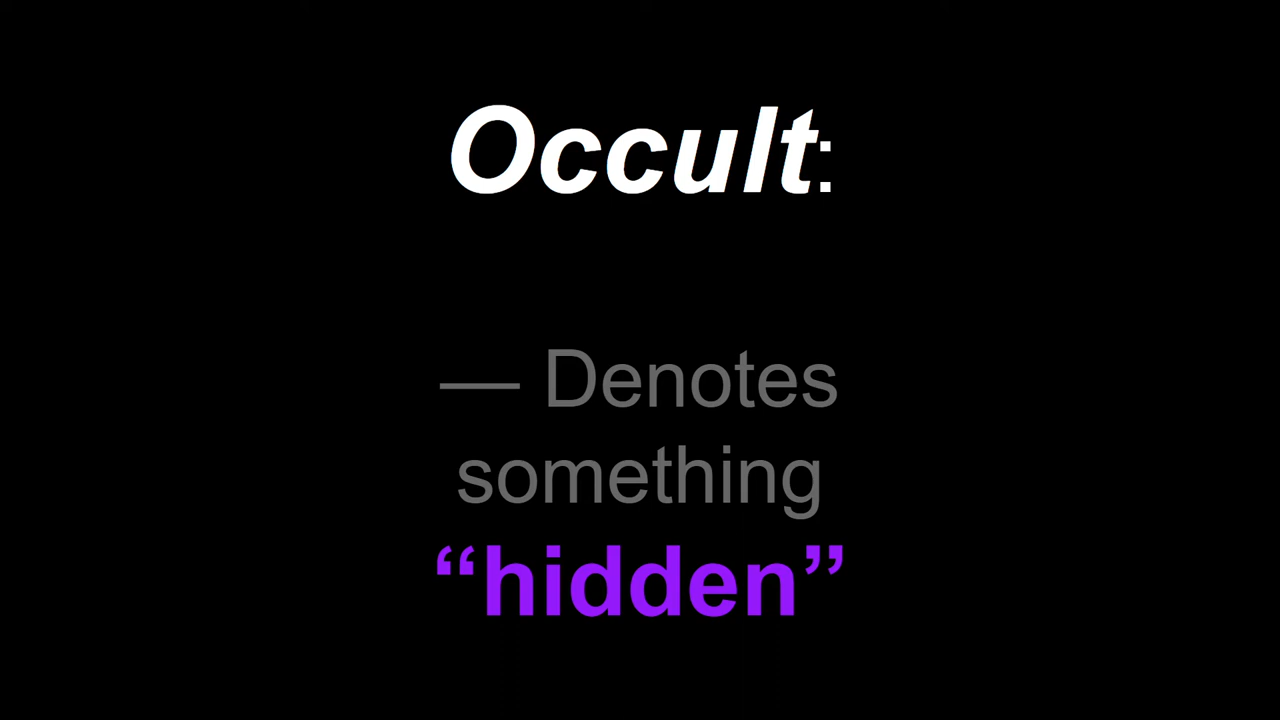 Occult:
— Denotes
something
“hidden”